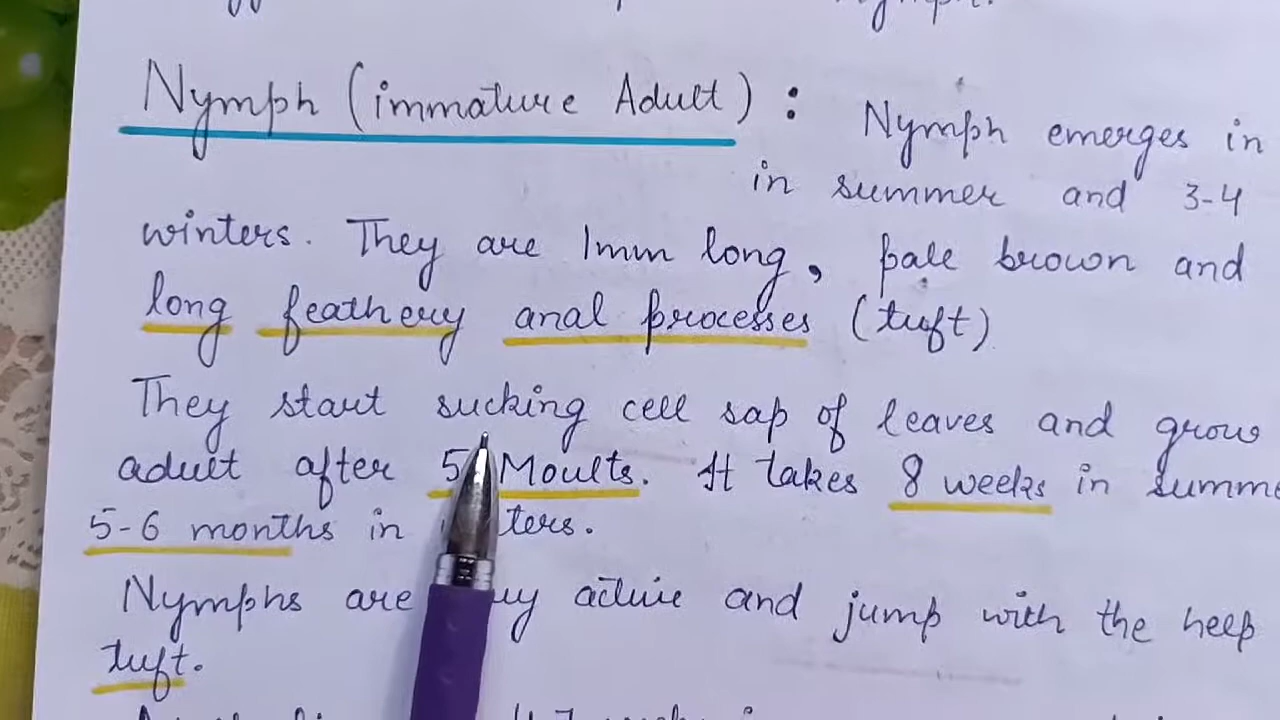 Nymph (immature Adult) : Nymph emerges in
in summer and 3-4
winters. They are 1mm long, pale brown and
long feathery anal processes (tuft)
They start sucking cell sap of leaves and grow
adult after 5 Moults. It takes 8 weeks in summe
5-6 months in ters.
Nymphs are active and jump with the help
tuft.